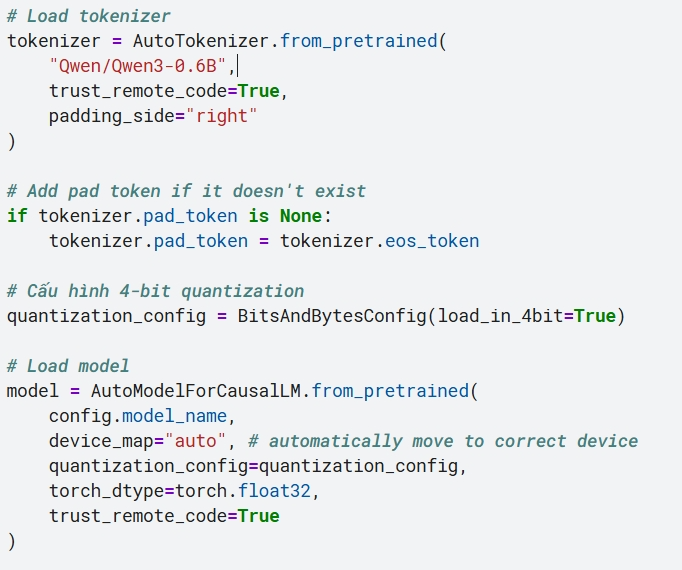 # Load tokenizer
tokenizer = AutoTokenizer.from_pretrained(
    "Qwen/Qwen3-0.6B",
    trust_remote_code=True,
    padding_side="right"
)
# Add pad token if it doesn't exist
if tokenizer.pad_token is None:
    tokenizer.pad_token = tokenizer.eos_token
# Cấu hình 4-bit quantization
quantization_config = BitsAndBytesConfig(load_in_4bit=True)
# Load model
model = AutoModelForCausalLM.from_pretrained(
    config.model_name,
    device_map="auto", # automatically move to correct device
    quantization_config=quantization_config,
    torch_dtype=torch.float32,
    trust_remote_code=True
)